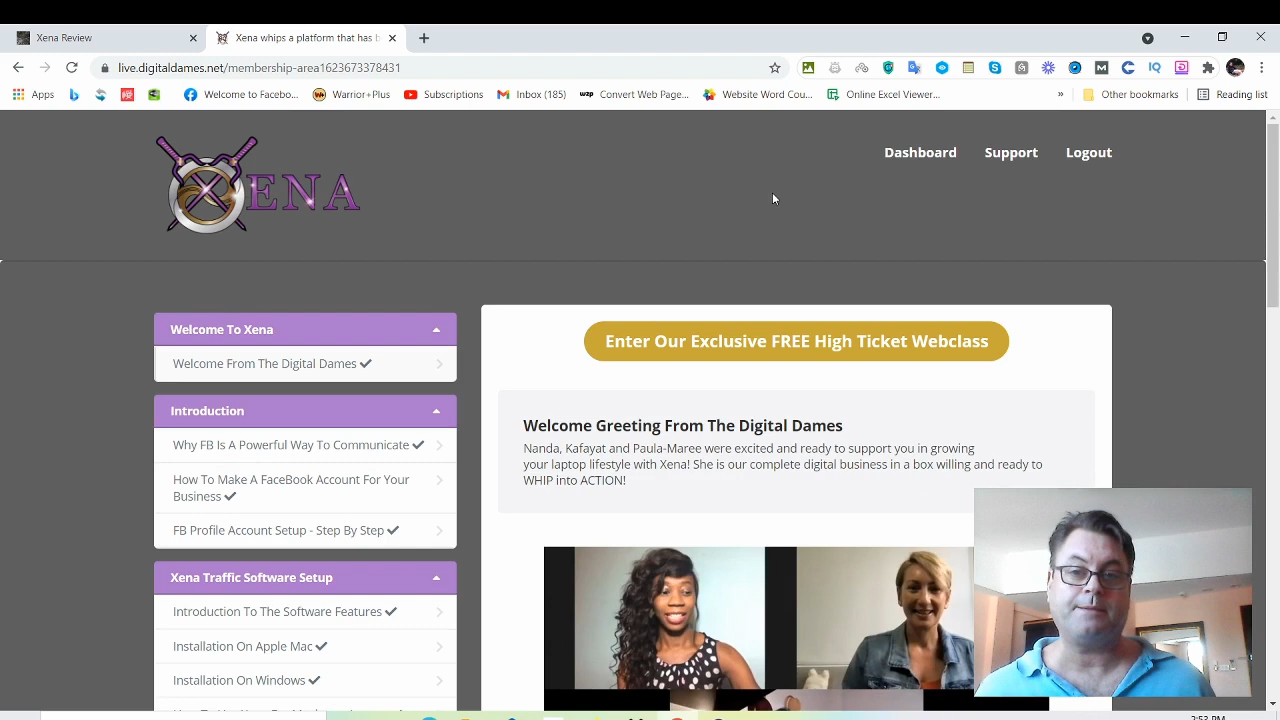 Xena Review
Xena whips a platform that has b
live.digitaldames.net/membership-area1623673378431
Apps
Welcome to Facebo...
Warrior+Plus
Subscriptions
Inbox (185)
Convert Web Page...
Website Word Cou...
Online Excel Viewer...
»
Other bookmarks
Reading list
XENA
Dashboard
Support
Logout
Welcome To Xena
Welcome From The Digital Dames
Introduction
Why FB Is A Powerful Way To Communicate
How To Make A FaceBook Account For Your
Business
FB Profile Account Setup - Step By Step
Xena Traffic Software Setup
Introduction To The Software Features
Installation On Apple Mac
Installation On Windows
Enter Our Exclusive FREE High Ticket Webclass
Welcome Greeting From The Digital Dames
Nanda, Kafayat and Paula-Maree were excited and ready to support you in growing
your laptop lifestyle with Xena! She is our complete digital business in a box willing and ready to
WHIP into ACTION!
2:53 PM